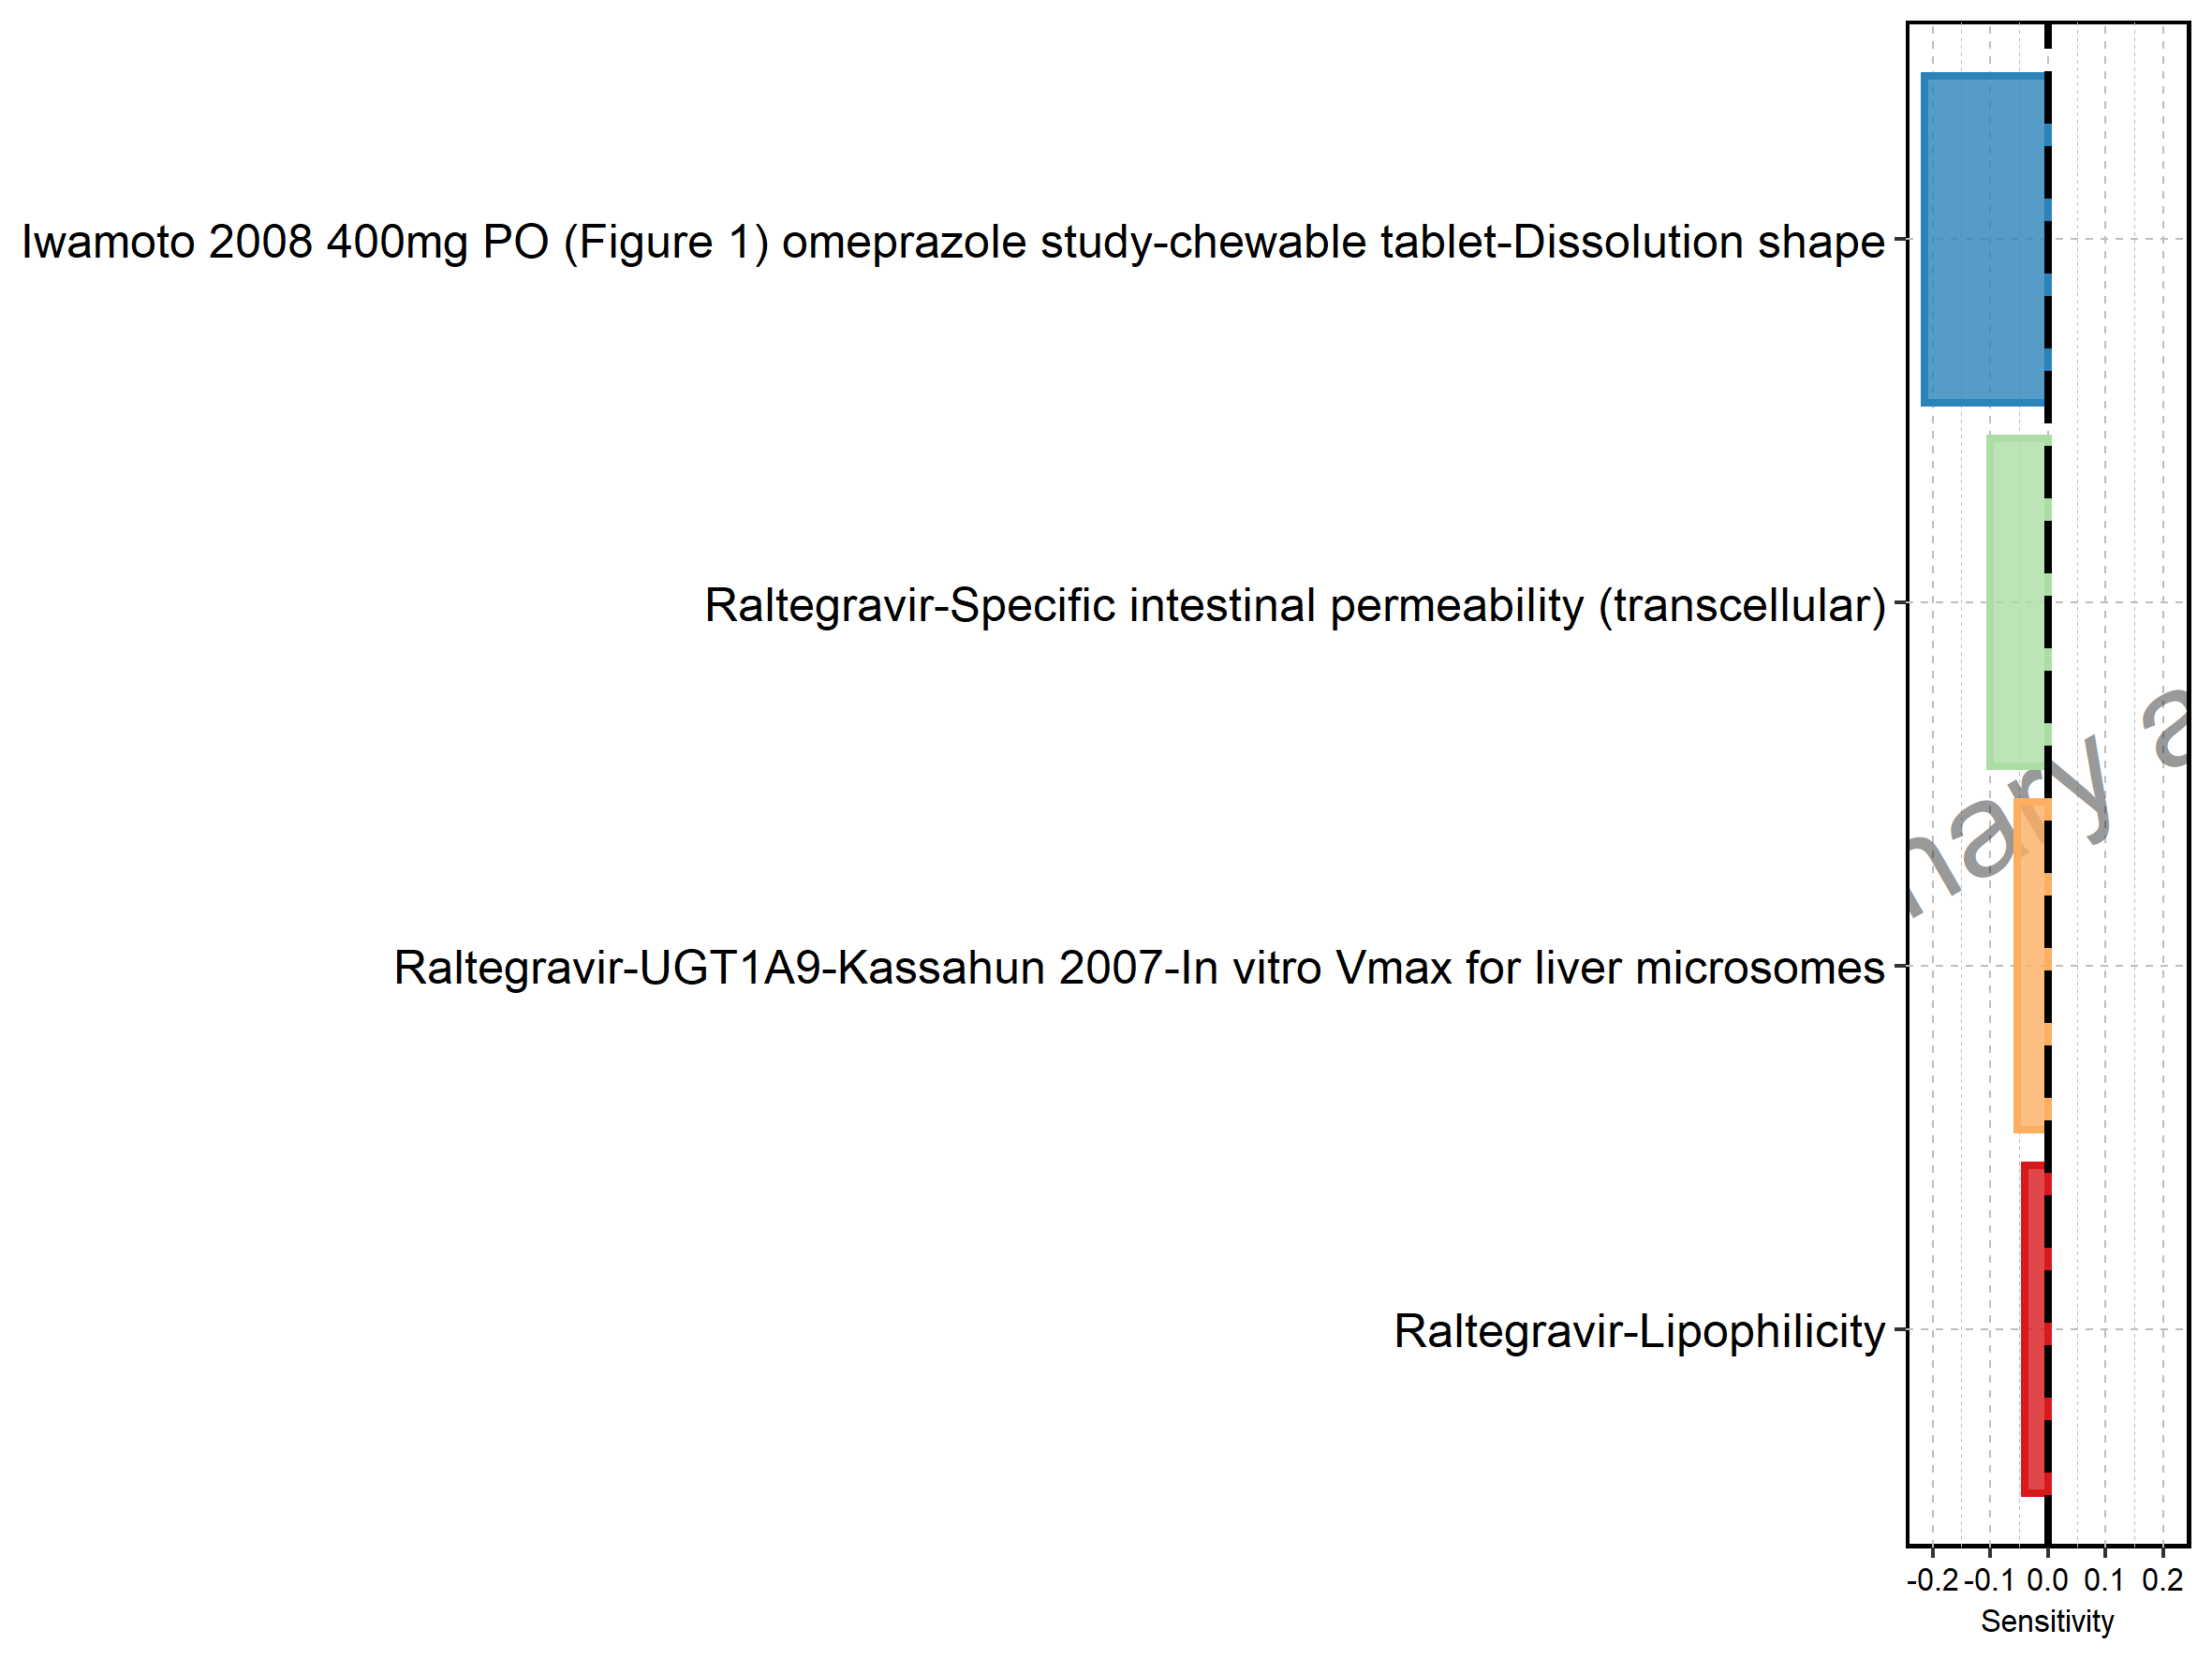 Iwamoto 2008 400mg PO (Figure 1) omeprazole study-chewable tablet-Dissolution shape
Raltegravir-Specific intestinal permeability (transcellular)
Raltegravir-UGT1A9-Kassahun 2007-In vitro Vmax for liver microsomes
Raltegravir-Lipophilicity
-0.2 -0.1 0.0 0.1 0.2
Sensitivity